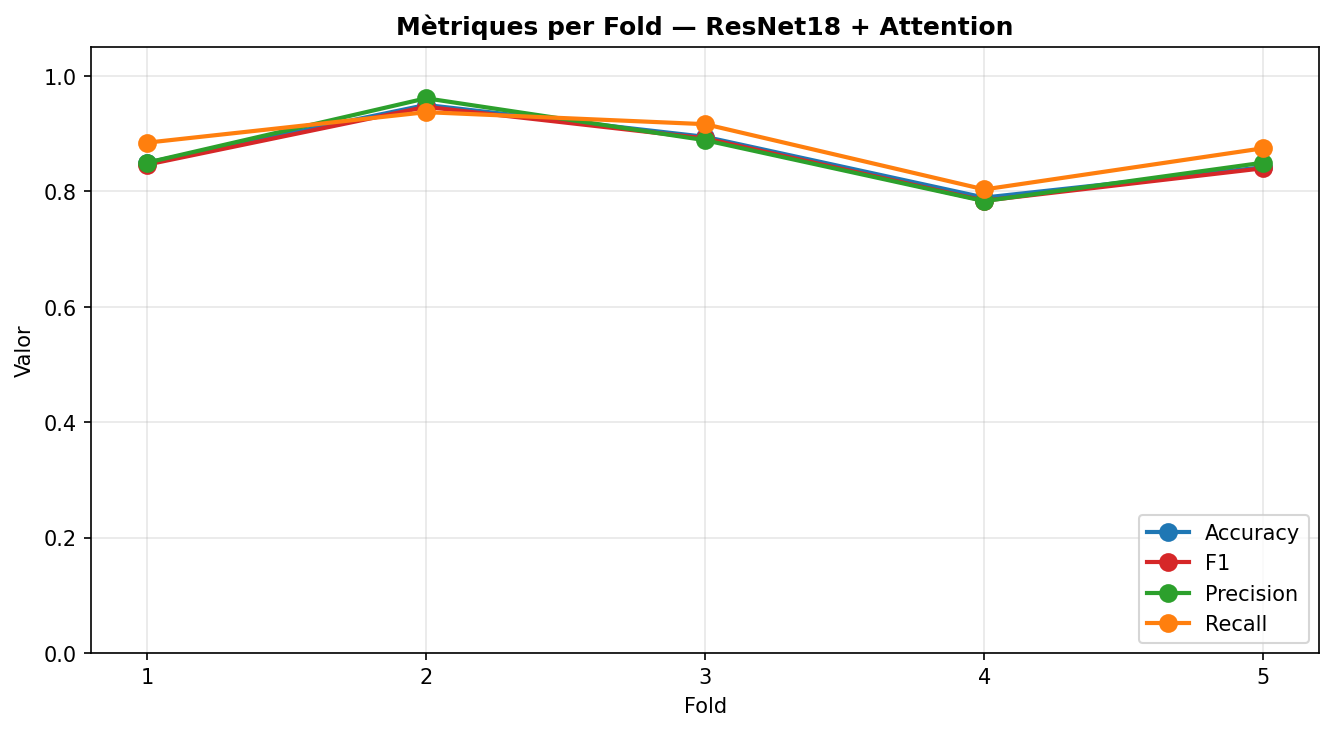 Mètriques per Fold — ResNet18 + Attention
Valor
1.0
0.8
0.6
0.4
0.2
0.0
1 2 3 4 5
Fold
Accuracy
F1
Precision
Recall